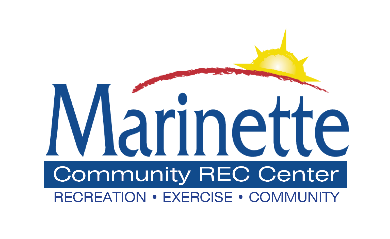 Marinette
Community REC Center
RECREATION • EXERCISE • COMMUNITY